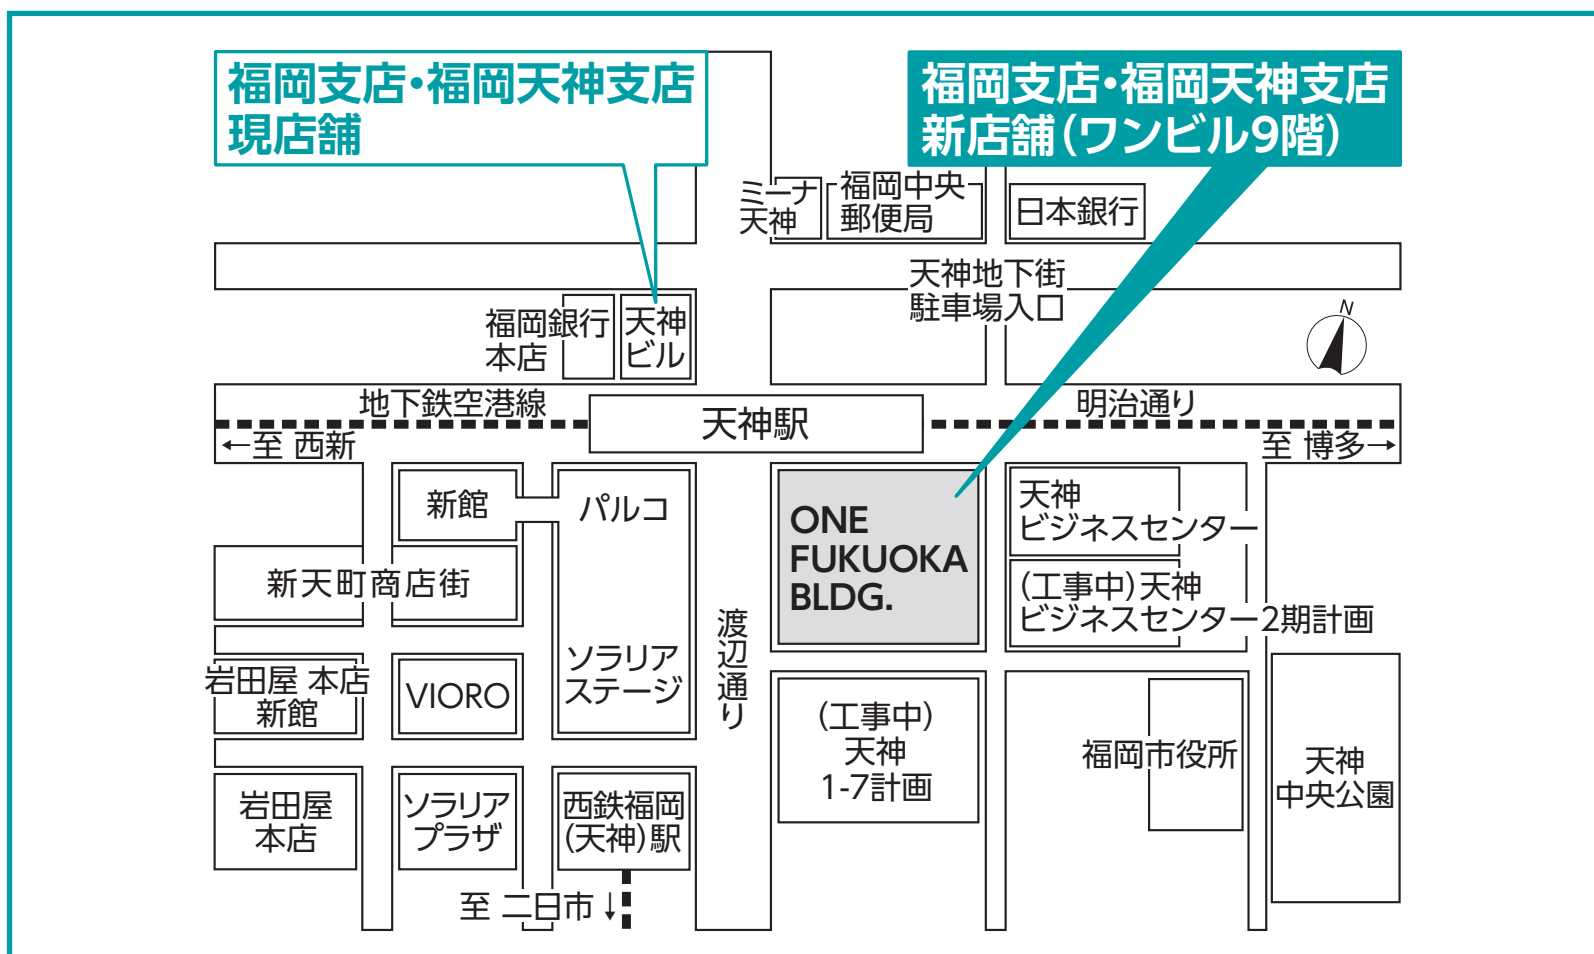 福岡支店・福岡天神支店
現店舗
福岡支店・福岡天神支店
新店舗(ワンビル9階)
ミーナ
天神
福岡中央
郵便局
日本銀行
天神地下街
駐車場入口
福岡銀行
本店
天神
ビル
N
地下鉄空港線
天神駅
明治通り
←至 西新
至 博多→
新館
パルコ
ONE
FUKUOKA
BLDG.
天神
ビジネスセンター
(工事中)天神
ビジネスセンター2期計画
新天町商店街
渡辺通り
岩田屋 本店
新館
VIORO
ソラリア
ステージ
(工事中)
天神
1-7計画
福岡市役所
天神
中央公園
岩田屋
本店
ソラリア
プラザ
西鉄福岡
(天神)駅
至 二日市↓